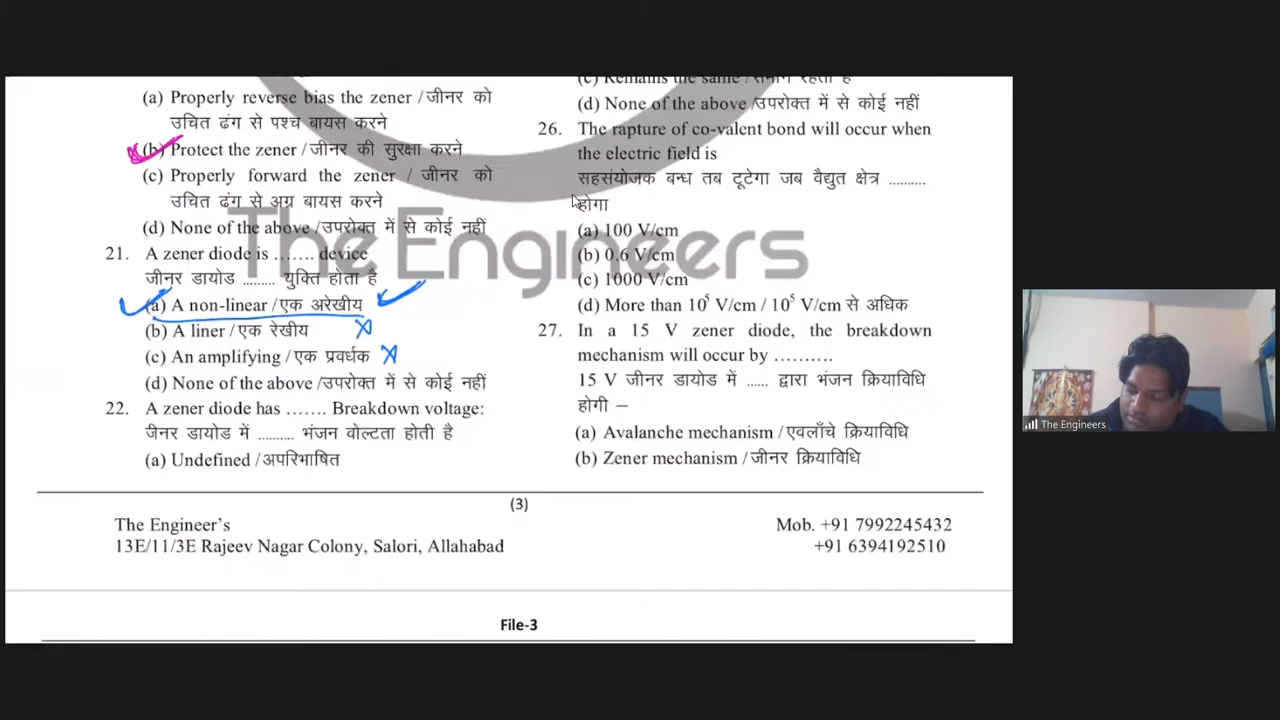 (a) Properly reverse bias the zener / जीनर को
उचित ढंग से पश्च बायस करने
(b) Protect the zener / जीनर की सुरक्षा करने
(c) Properly forward the zener / जीनर को
उचित ढंग से अग्र बायस करने
(d) None of the above /उपरोक्त में से कोई नहीं
21. A zener diode is ……. device
जीनर डायोड ......... युक्ति होता है
(a) A non-linear / एक अरेखीय
(b) A liner / एक रेखीय
(c) An amplifying / एक प्रवर्धक
(d) None of the above /उपरोक्त में से कोई नहीं
22. A zener diode has ……. Breakdown voltage:
जेनर डायोड में .......... भंजन वोल्टता होती है
(a) Undefined / अपरिभाषित
(c) Remains the same / समान रहता है
(d) None of the above /उपरोक्त में से कोई नहीं
26. The rapture of co-valent bond will occur when
the electric field is
सहसंयोजक बन्ध तब टूटेगा जब वैद्युत क्षेत्र ..........
होगा
(a) 100 V/cm
(b) 0.6 V/cm
(c) 1000 V/cm
(d) More than 10⁵ V/cm / 10⁵ V/cm से अधिक
27. In a 15 V zener diode, the breakdown
mechanism will occur by ……….
15 V जीनर डायोड में ...... द्वारा भंजन क्रियाविधि
होगी –
(a) Avalanche mechanism / एवलाँचे क्रियाविधि
(b) Zener mechanism / जीनर क्रियाविधि
The Engineers
(3)
The Engineer's
13E/11/3E Rajeev Nagar Colony, Salori, Allahabad
Mob. +91 7992245432
+91 6394192510
File-3
The Engineers